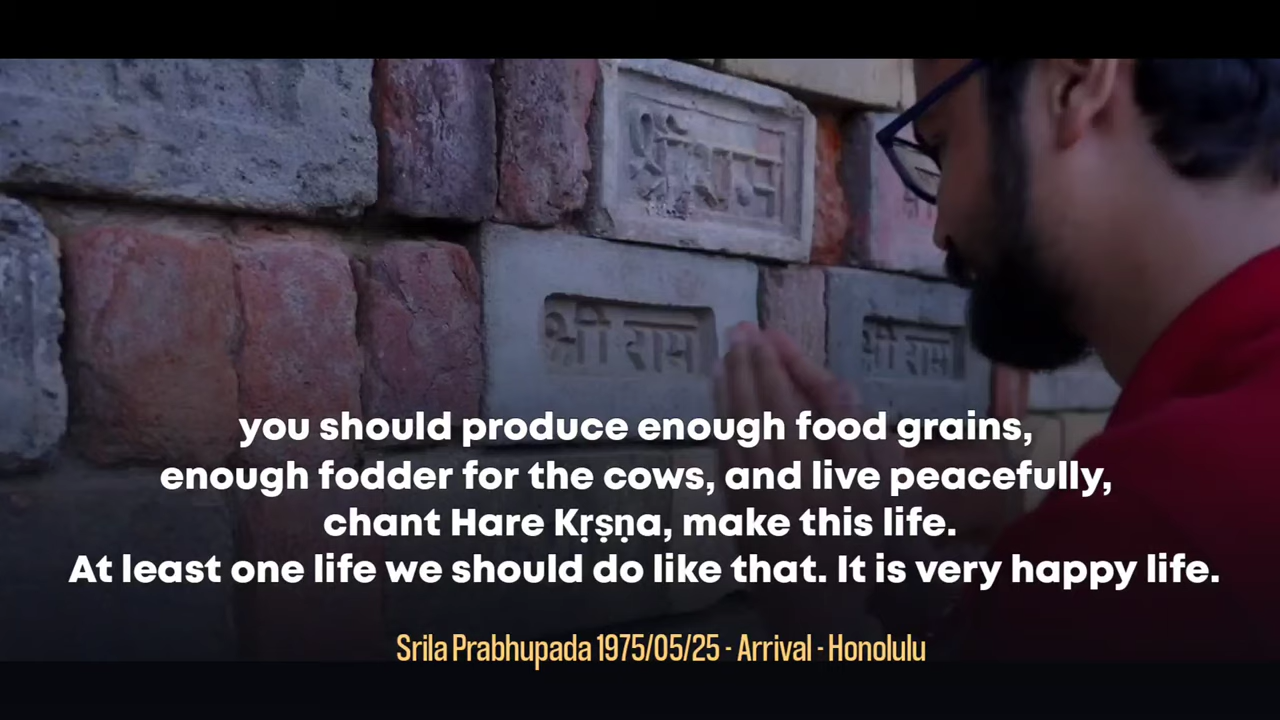 श्री राम
श्री राम
you should produce enough food grains,
enough fodder for the cows, and live peacefully,
chant Hare Kṛṣṇa, make this life.
At least one life we should do like that. It is very happy life.
Srila Prabhupada 1975/05/25 - Arrival - Honolulu